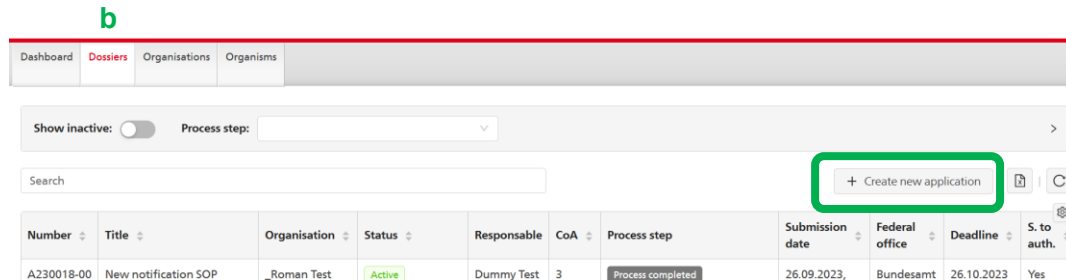 b
Dashboard Dossiers Organisations Organisms
Show inactive: Process step:
Search + Create new application
Number Title Organisation Status Responsable CoA Process step Submission date Federal office Deadline S. to auth.
A230018-00 New notification SOP _Roman Test Active Dummy Test 3 Process completed 26.09.2023, Bundesamt 26.10.2023 Yes